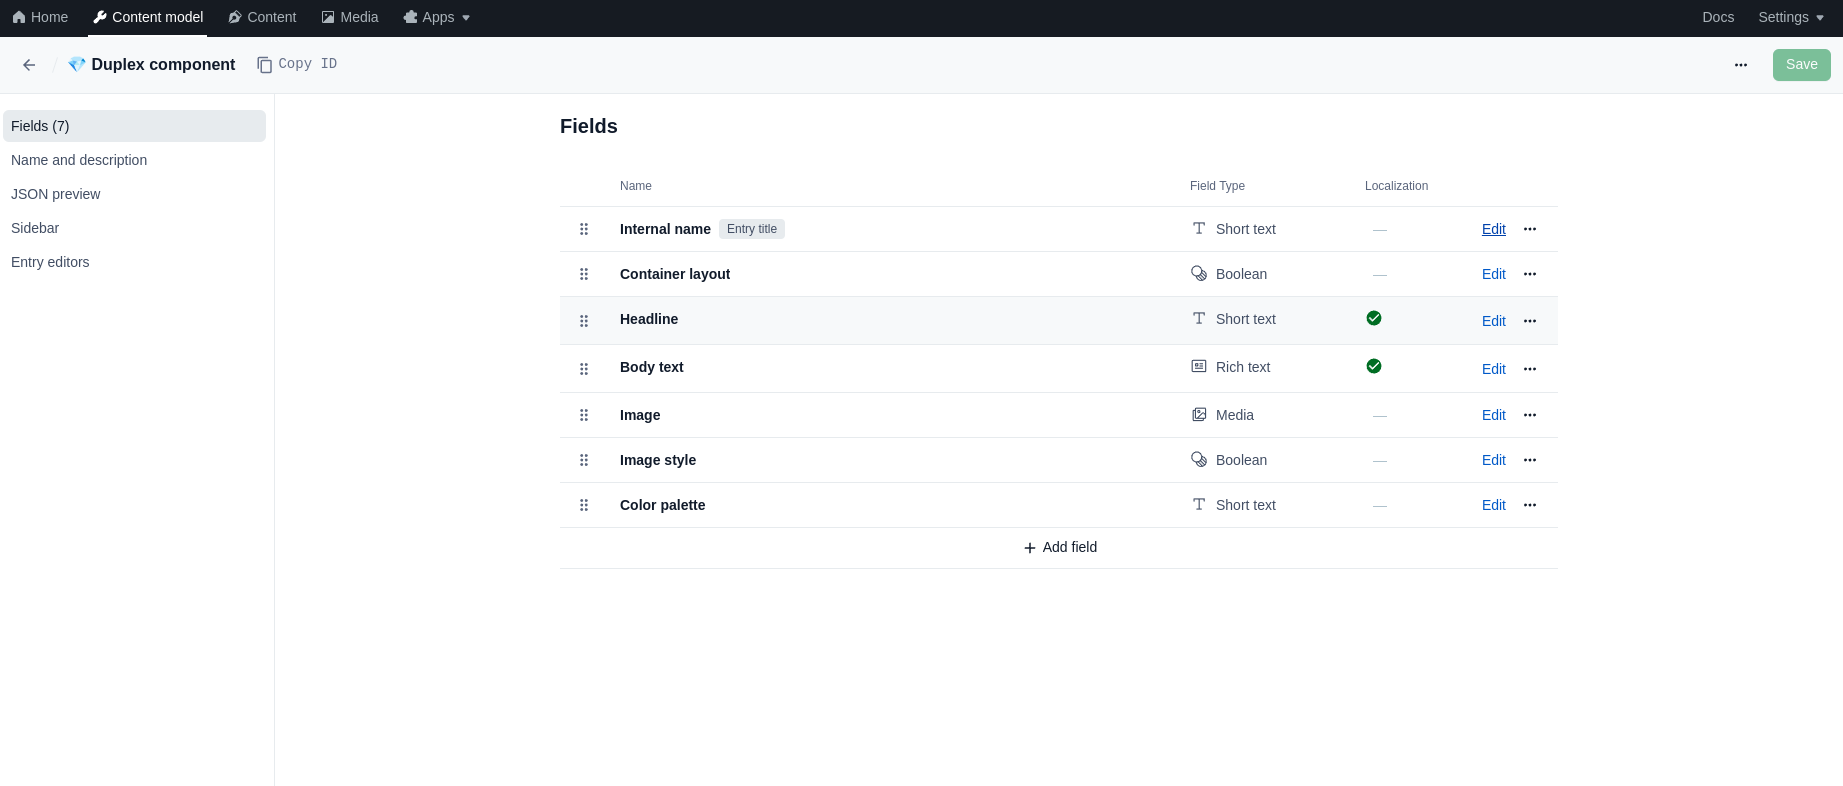 Home Content model Content Media Apps Docs Settings
/ 💎 Duplex component Copy ID ••• Save
Fields (7)
Name and description
JSON preview
Sidebar
Entry editors
Fields
Name Field Type Localization
Internal name Entry title Short text — Edit •••
Container layout Boolean — Edit •••
Headline Short text Edit •••
Body text Rich text Edit •••
Image Media — Edit •••
Image style Boolean — Edit •••
Color palette Short text — Edit •••
+ Add field